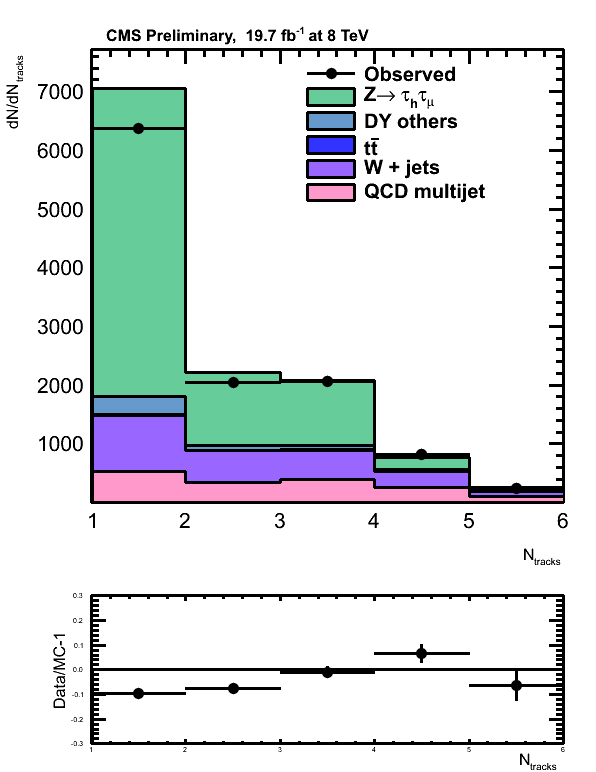 CMS Preliminary, 19.7 fb⁻¹ at 8 TeV
dN/dN_tracks
Observed
Z→ τ_h τ_μ
DY others
tt̄
W + jets
QCD multijet
7000
6000
5000
4000
3000
2000
1000
1 2 3 4 5 6
N_tracks
Data/MC-1
0.3
0.2
0.1
0.0
-0.1
-0.2
-0.3
1 2 3 4 5 6
N_tracks